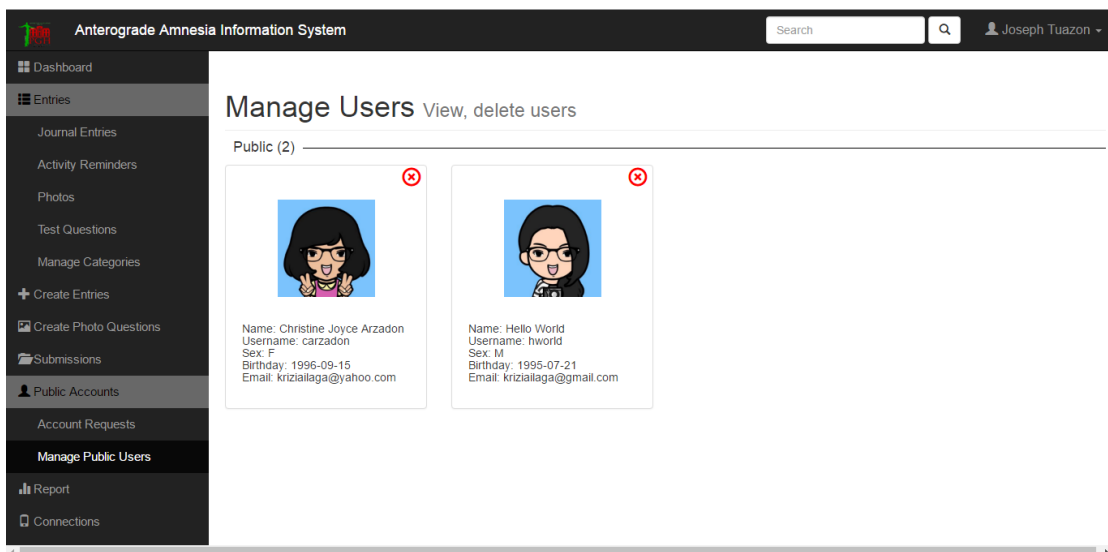 Anterograde Amnesia Information System
Search
Joseph Tuazon
Dashboard
Entries
Journal Entries
Activity Reminders
Photos
Test Questions
Manage Categories
Create Entries
Create Photo Questions
Submissions
Public Accounts
Account Requests
Manage Public Users
Report
Connections
Manage Users View, delete users
Public (2)
Name: Christine Joyce Arzadon
Username: carzadon
Sex: F
Birthday: 1996-09-15
Email: kriziailaga@yahoo.com
Name: Hello World
Username: hworld
Sex: M
Birthday: 1995-07-21
Email: kriziailaga@gmail.com